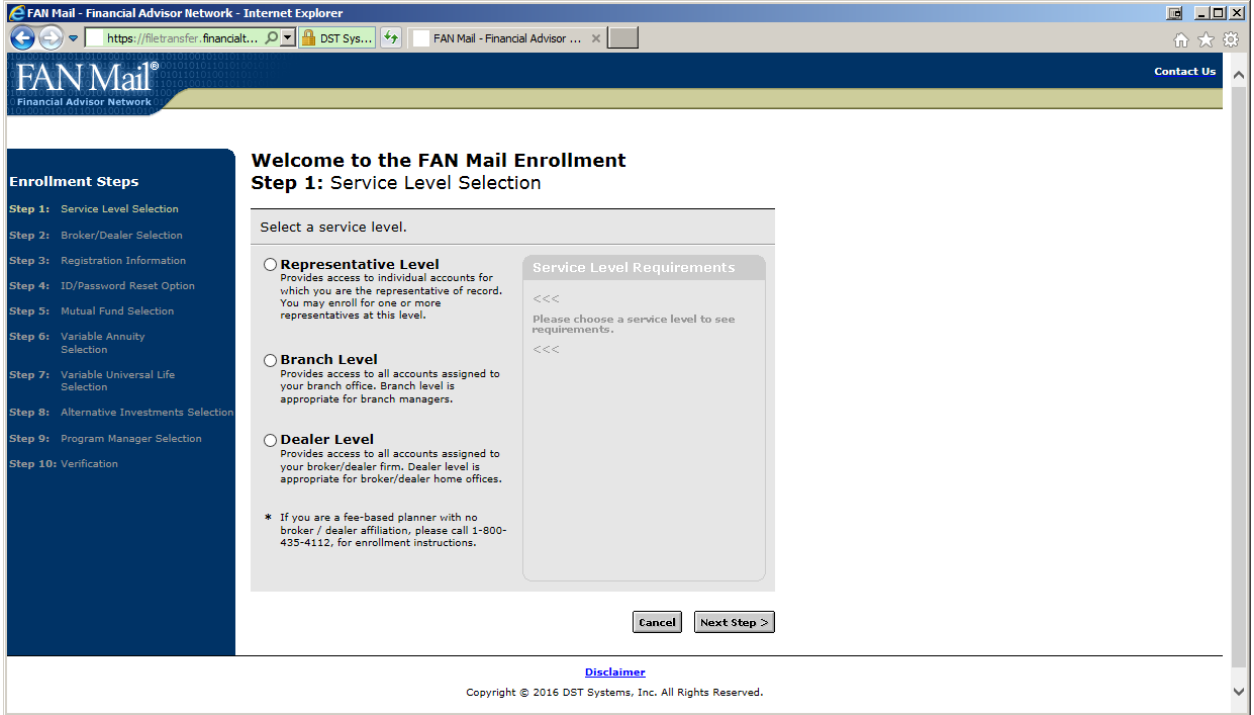 FAN Mail - Financial Advisor Network - Internet Explorer
https://filetransfer.financialt...
DST Sys...
FAN Mail - Financial Advisor ...
FAN Mail®
Financial Advisor Network
Contact Us
Enrollment Steps
Step 1: Service Level Selection
Step 2: Broker/Dealer Selection
Step 3: Registration Information
Step 4: ID/Password Reset Option
Step 5: Mutual Fund Selection
Step 6: Variable Annuity
Selection
Step 7: Variable Universal Life
Selection
Step 8: Alternative Investments Selection
Step 9: Program Manager Selection
Step 10: Verification
Welcome to the FAN Mail Enrollment
Step 1: Service Level Selection
Select a service level.
Representative Level
Provides access to individual accounts for
which you are the representative of record.
You may enroll for one or more
representatives at this level.
Branch Level
Provides access to all accounts assigned to
your branch office. Branch level is
appropriate for branch managers.
Dealer Level
Provides access to all accounts assigned to
your broker/dealer firm. Dealer level is
appropriate for broker/dealer home offices.
* If you are a fee-based planner with no
broker / dealer affiliation, please call 1-800-
435-4112, for enrollment instructions.
Service Level Requirements
<<<
Please choose a service level to see
requirements.
<<<
Cancel
Next Step >
Disclaimer
Copyright © 2016 DST Systems, Inc. All Rights Reserved.